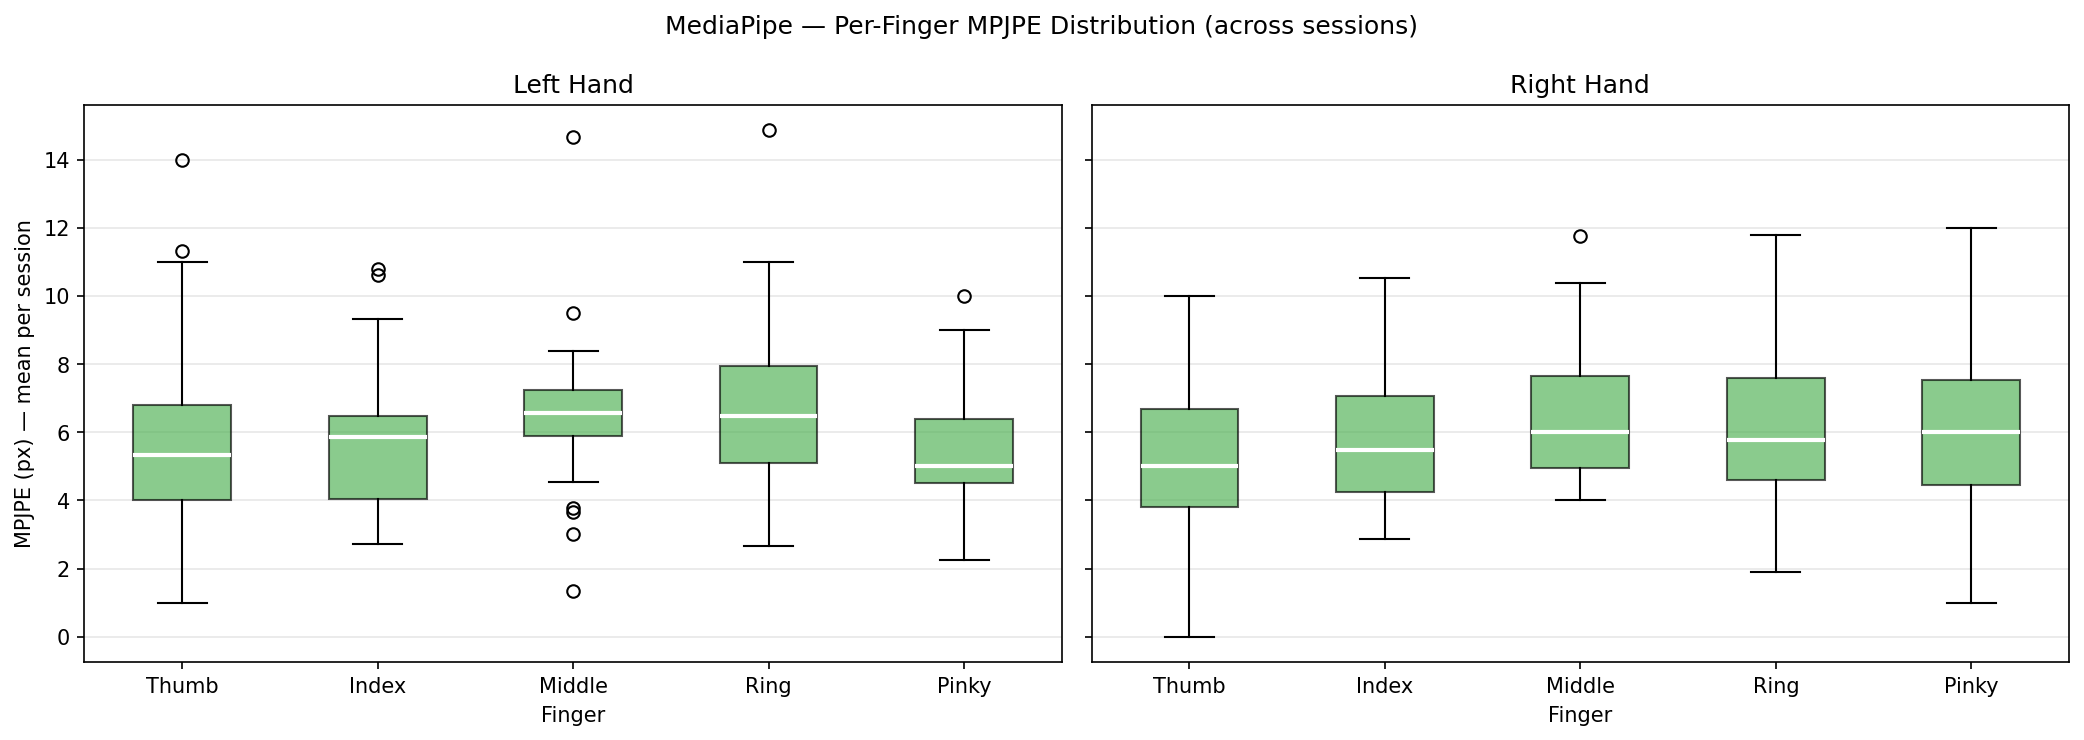 MediaPipe — Per-Finger MPJPE Distribution (across sessions)
Left Hand
Right Hand
MPJPE (px) — mean per session
14
12
10
8
6
4
2
0
Thumb Index Middle Ring Pinky
Finger
Thumb Index Middle Ring Pinky
Finger